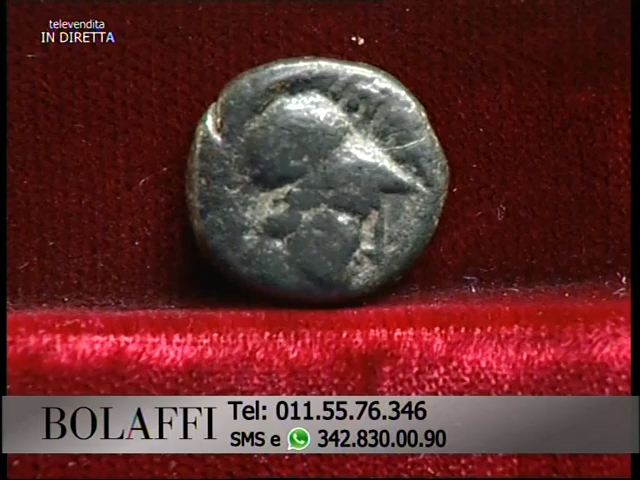 televendita
IN DIRETTA
BOLAFFI
Tel: 011.55.76.346
SMS e 342.830.00.90